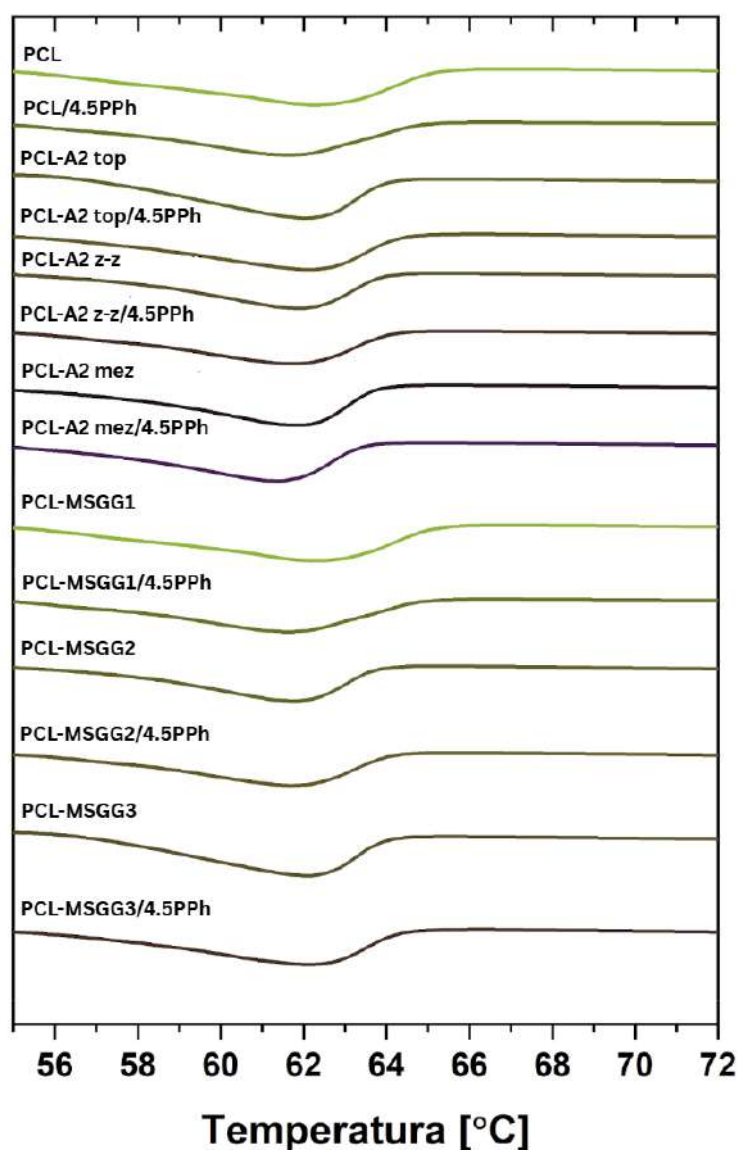 PCL
PCL/4.5PPh
PCL-A2 top
PCL-A2 top/4.5PPh
PCL-A2 z-z
PCL-A2 z-z/4.5PPh
PCL-A2 mez
PCL-A2 mez/4.5PPh
PCL-MSGG1
PCL-MSGG1/4.5PPh
PCL-MSGG2
PCL-MSGG2/4.5PPh
PCL-MSGG3
PCL-MSGG3/4.5PPh
56 58 60 62 64 66 68 70 72
Temperatura [°C]